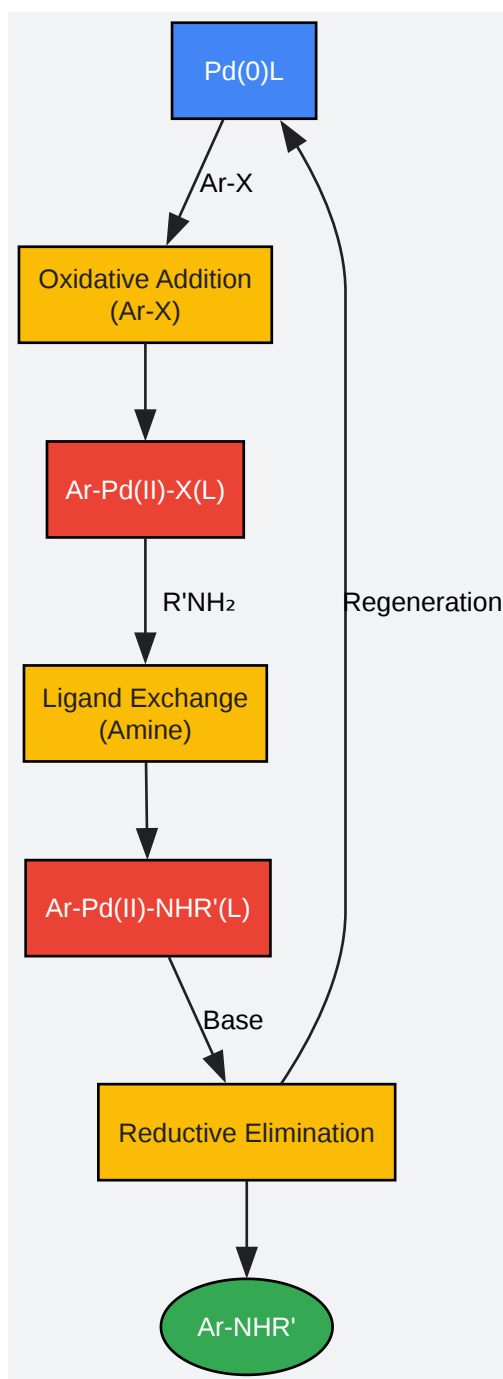 Pd(0)L
Ar-X
Oxidative Addition
(Ar-X)
Ar-Pd(II)-X(L)
R'NH₂
Regeneration
Ligand Exchange
(Amine)
Ar-Pd(II)-NHR'(L)
Base
Reductive Elimination
Ar-NHR'